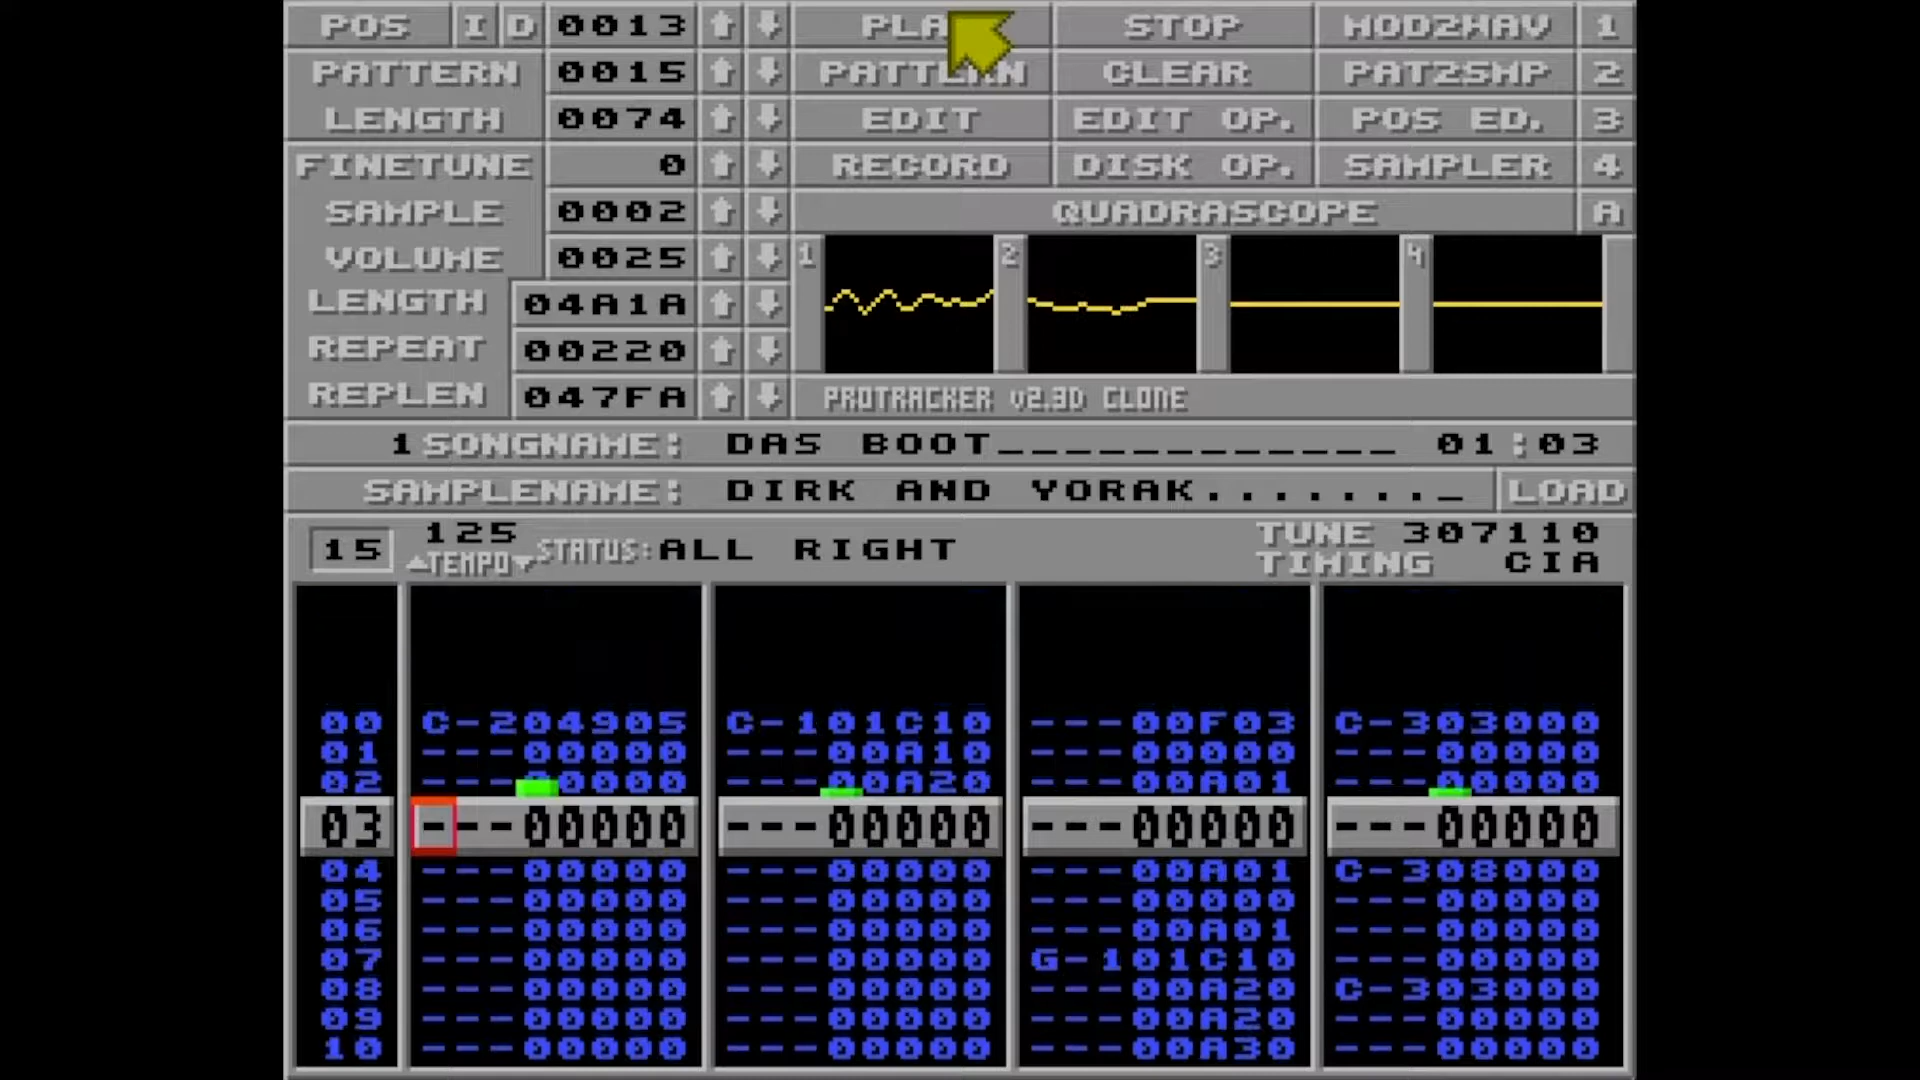 POS I D 0013 PLA STOP MOD2WAV 1
PATTERN 0015 PATTERN CLEAR PAT2SMP 2
LENGTH 0074 EDIT EDIT OP. POS ED. 3
FINETUNE 0 RECORD DISK OP. SAMPLER 4
SAMPLE 0002 QUADRASCOPE A
VOLUME 0025 1 2 3 4
LENGTH 04A1A
REPEAT 00220
REPLEN 047FA PROTRACKER v2.3D CLONE
1 SONGNAME: DAS BOOT____________ 01:03
SAMPLENAME: DIRK AND YORAK......._ LOAD
15 125 TEMPO STATUS: ALL RIGHT TUNE 307110
TIMING CIA
00 C-204905 C-101C10 ---00F03 C-303000
01 ---00000 ---00A10 ---00000 ---00000
02 ---00000 ---00A20 ---00A01 ---00000
03 ---00000 ---00000 ---00000 ---00000
04 ---00000 ---00000 ---00A01 C-308000
05 ---00000 ---00000 ---00000 ---00000
06 ---00000 ---00000 ---00A01 ---00000
07 ---00000 ---00000 G-101C10 ---00000
08 ---00000 ---00000 ---00A20 C-303000
09 ---00000 ---00000 ---00A20 ---00000
10 ---00000 ---00000 ---00A30 ---00000